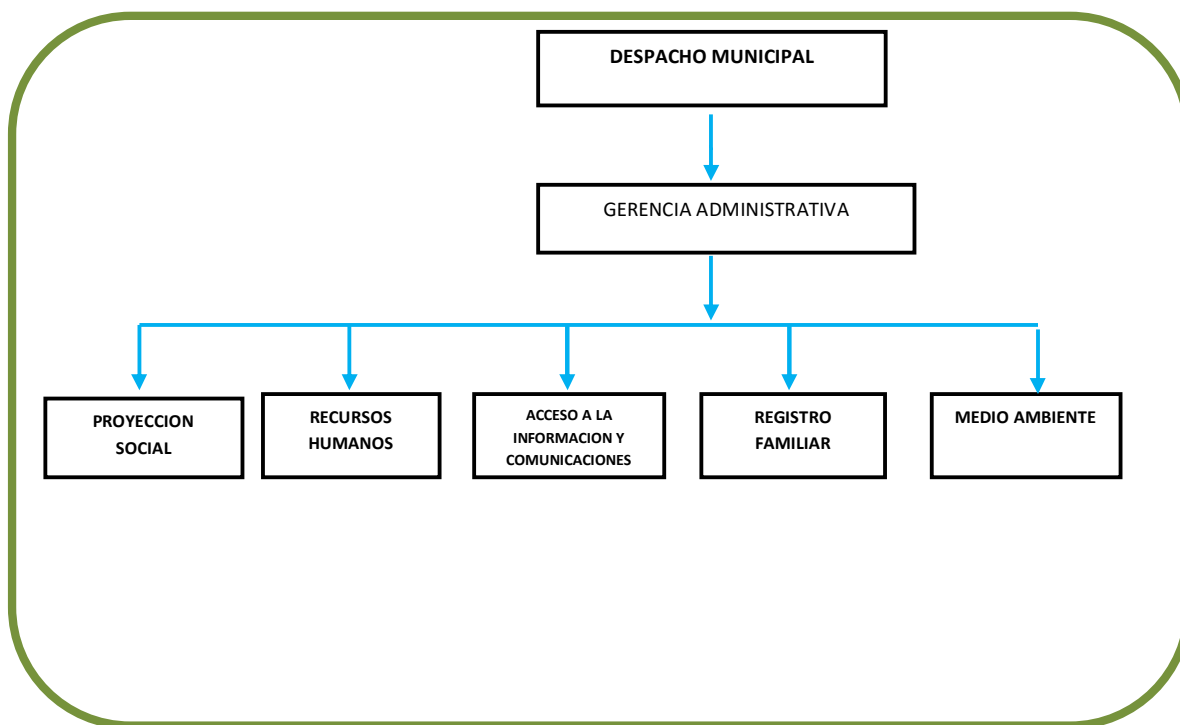 DESPACHO MUNICIPAL
GERENCIA ADMINISTRATIVA
PROYECCION
SOCIAL
RECURSOS
HUMANOS
ACCESO A LA
INFORMACION Y
COMUNICACIONES
REGISTRO
FAMILIAR
MEDIO AMBIENTE